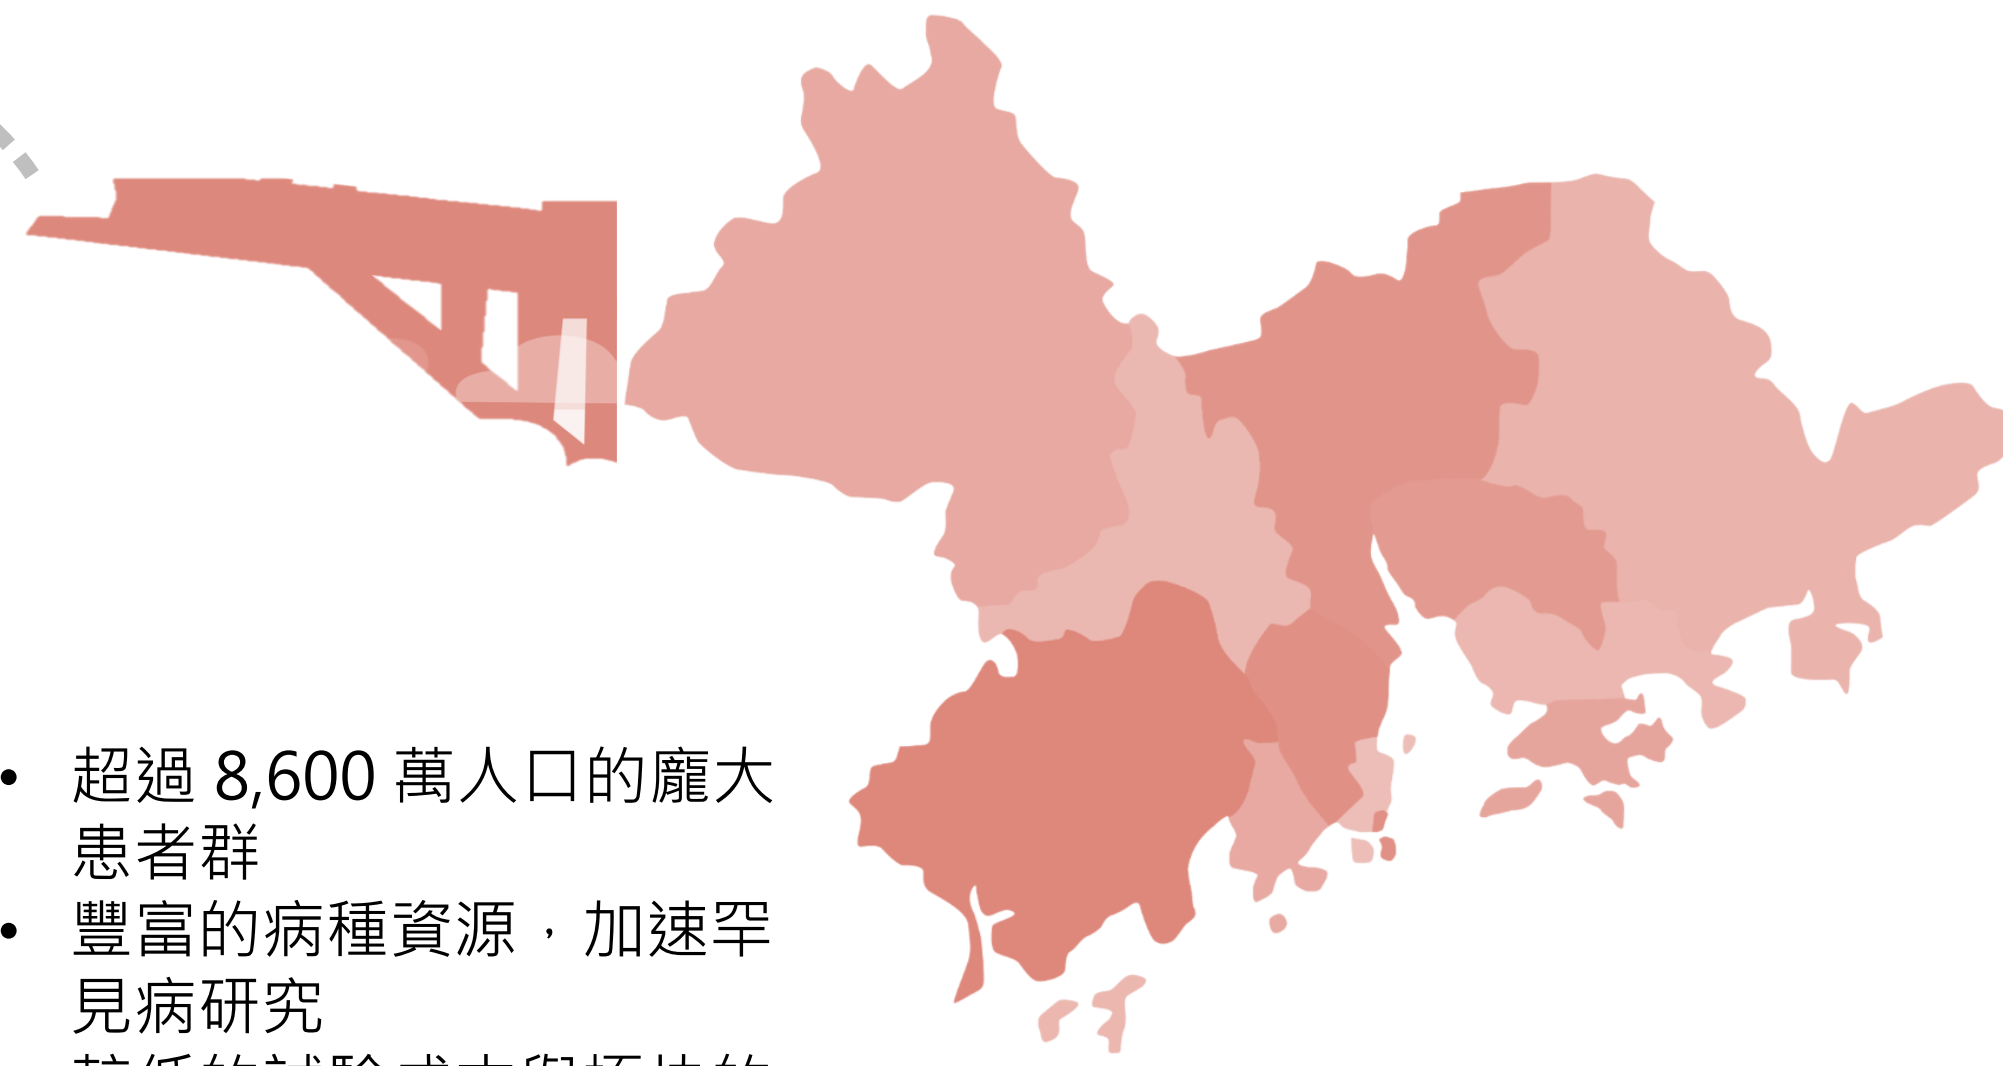 • 超過 8,600 萬人口的龐大
患者群
• 豐富的病種資源，加速罕
見病研究